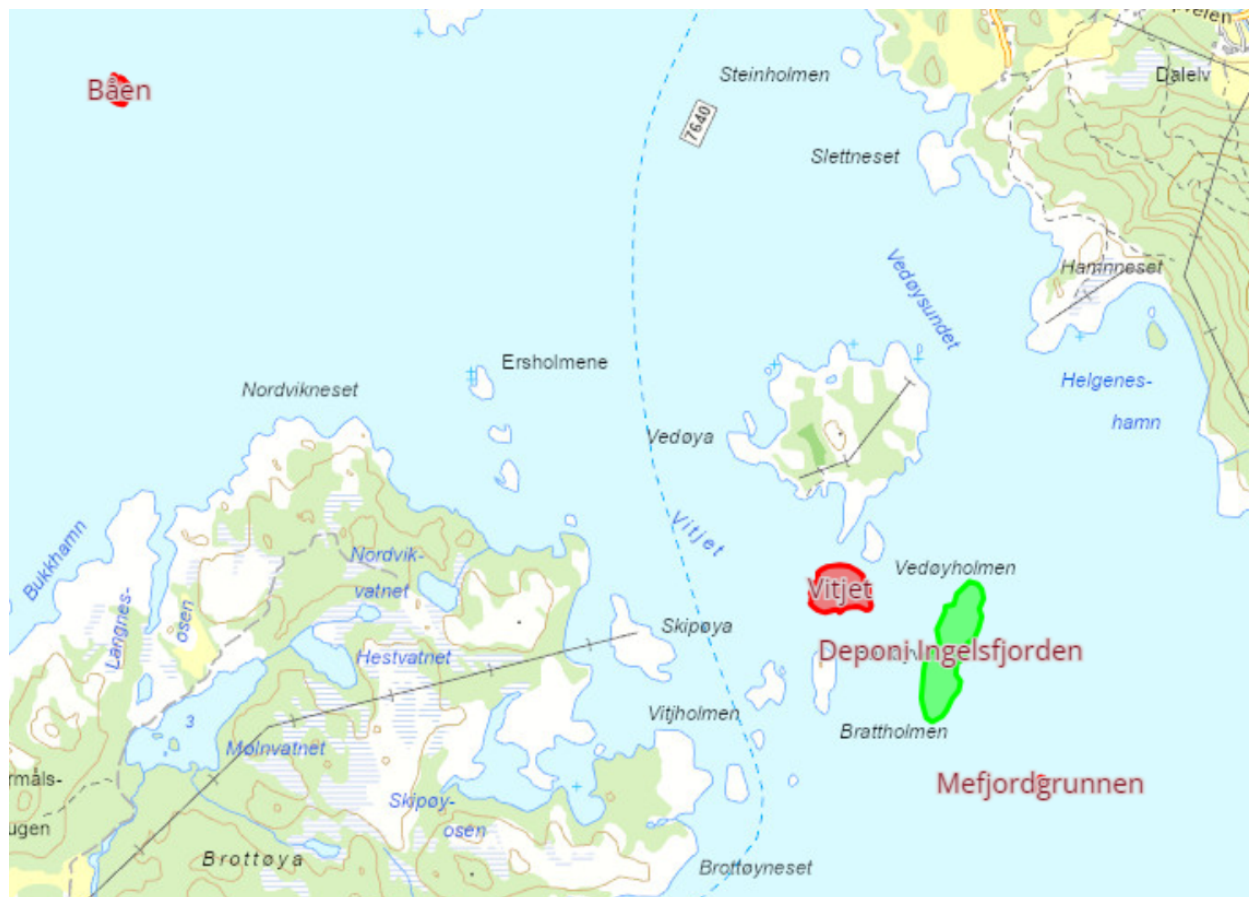 Båen
Steinholmen
Dalelv
7640
Slettneset
Hamnneset
Vedøysundet
Ersholmene
Nordvikneset
Helgenes-
hamn
Vedøya
Vitjet
Bukkhamn
Nordvik-
vatnet
Langnes-
osen
Vedøyholmen
Vitjet
Skipøya
Hestvatnet
Deponi Ingelsfjorden
Vitjholmen
3
Brattholmen
Molnvatnet
Mefjordgrunnen
Skipøy-
osen
Brottøya
Brottøyneset